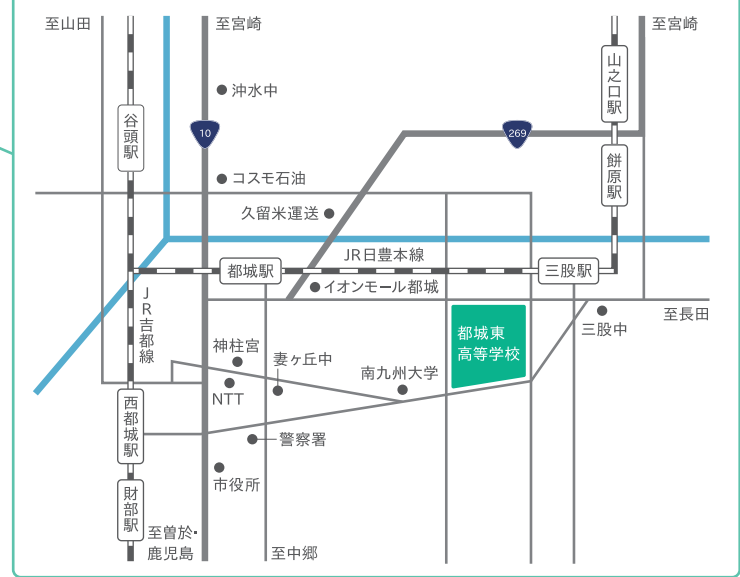 至山田
至宮崎
至宮崎
沖水中
谷頭駅
10
269
山之口駅
餅原駅
コスモ石油
久留米運送
JR日豊本線
都城駅
三股駅
イオンモール都城
JR吉都線
至長田
三股中
都城東
高等学校
神柱宮
妻ヶ丘中
南九州大学
NTT
西都城駅
警察署
市役所
財部駅
至曽於・
鹿児島
至中郷